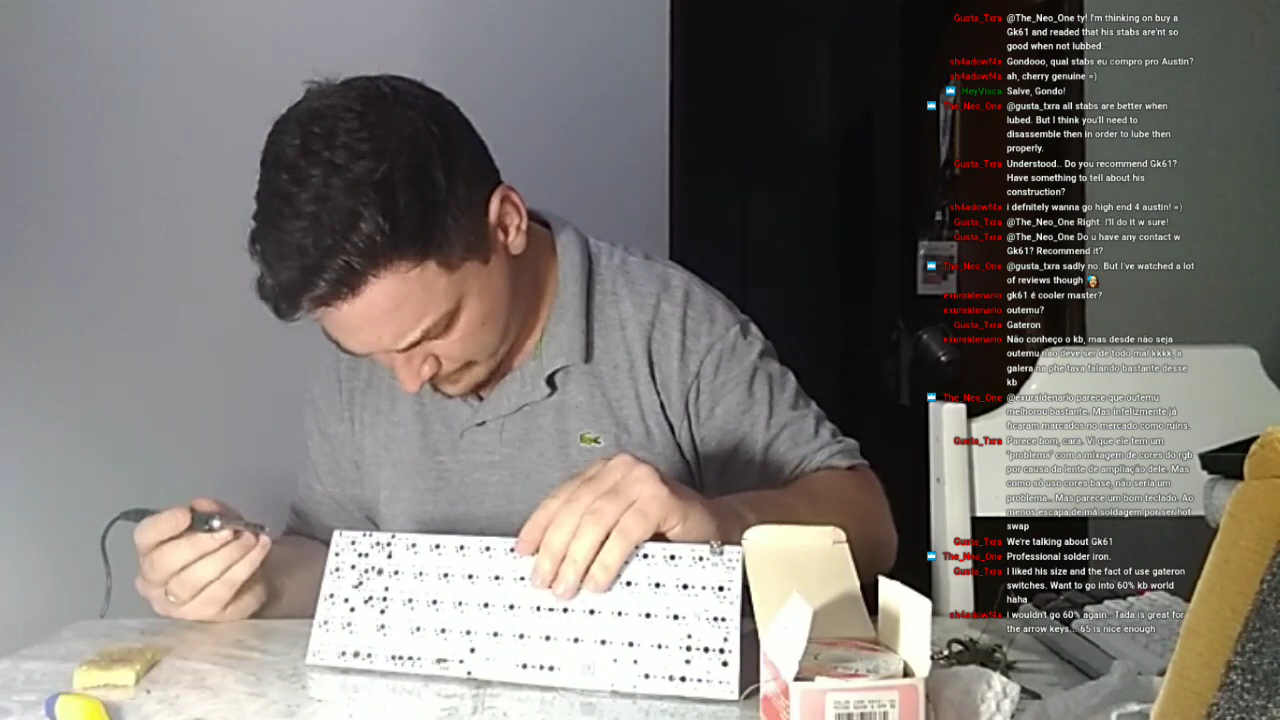 Gusta_Txra @The_Neo_One ty! I'm thinking on buy a
Gk61 and readed that his stabs are'nt so
good when not lubbed.
sh4adowf4x Gondooo, qual stabs eu compro pro Austin?
sh4adowf4x ah, cherry genuine =)
HeyVisca Salve, Gondo!
The_Neo_One @gusta_txra all stabs are better when
lubed. But I think you'll need to
disassemble then in order to lube then
properly.
Gusta_Txra Understood.. Do you recommend Gk61?
Have something to tell about his
construction?
sh4adowf4x i defnitely wanna go high end 4 austin! =)
Gusta_Txra @The_Neo_One Right. I'll do it w sure!
Gusta_Txra @The_Neo_One Do u have any contact w
Gk61? Recommend it?
The_Neo_One @gusta_txra sadly no. But I've watched a lot
of reviews though
exuraidenario gk61 é cooler master?
exuraidenario outemu?
Gusta_Txra Gateron
exuraidenario Não conheço o kb, mas desde não seja
outemu não deve ser de todo mal kkkk, a
galera na phe tava falando bastante desse
kb
The_Neo_One @exuraidenario parece que outemu
melhorou bastante. Mas infelizmente já
ficaram marcados no mercado como ruins.
Gusta_Txra Parece bom, cara. Vi que ele tem um
"problema" com a mixagem de cores do rgb
por causa da lente de ampliação dele. Mas
como só uso cores base, não seria um
problema.. Mas parece um bom teclado. Ao
menos escapa de má soldagem por ser hot
swap
Gusta_Txra We're talking about Gk61
The_Neo_One Professional solder iron.
Gusta_Txra I liked his size and the fact of use gateron
switches. Want to go into 60% kb world
haha
sh4adowf4x i wouldn't go 60% again.. Tada is great for
the arrow keys... 65 is nice enough